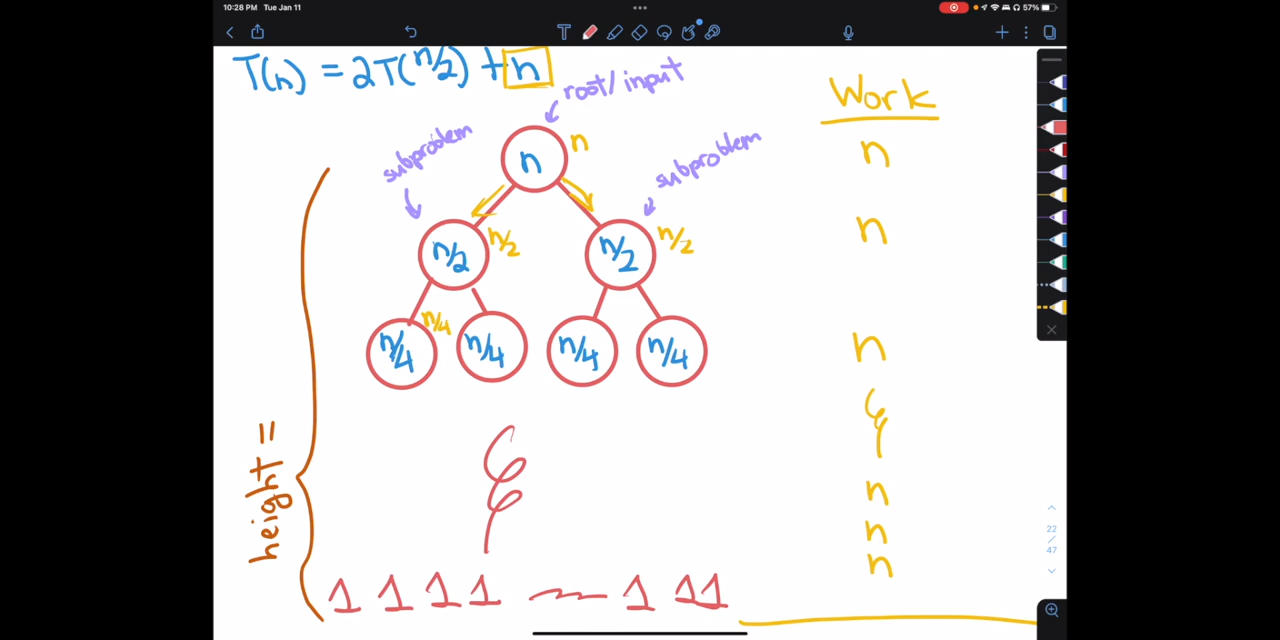 10:28 PM Tue Jan 11
57%
T(n) = 2T(n/2) + n
root/input
Work
subproblem
n
n
subproblem
n
n/2
n/2
n/2
n/2
n
n/4
n/4
n/4
n/4
n/4
n
height =
n
n
n
1 1 1 1 1 1 1
22
/
47